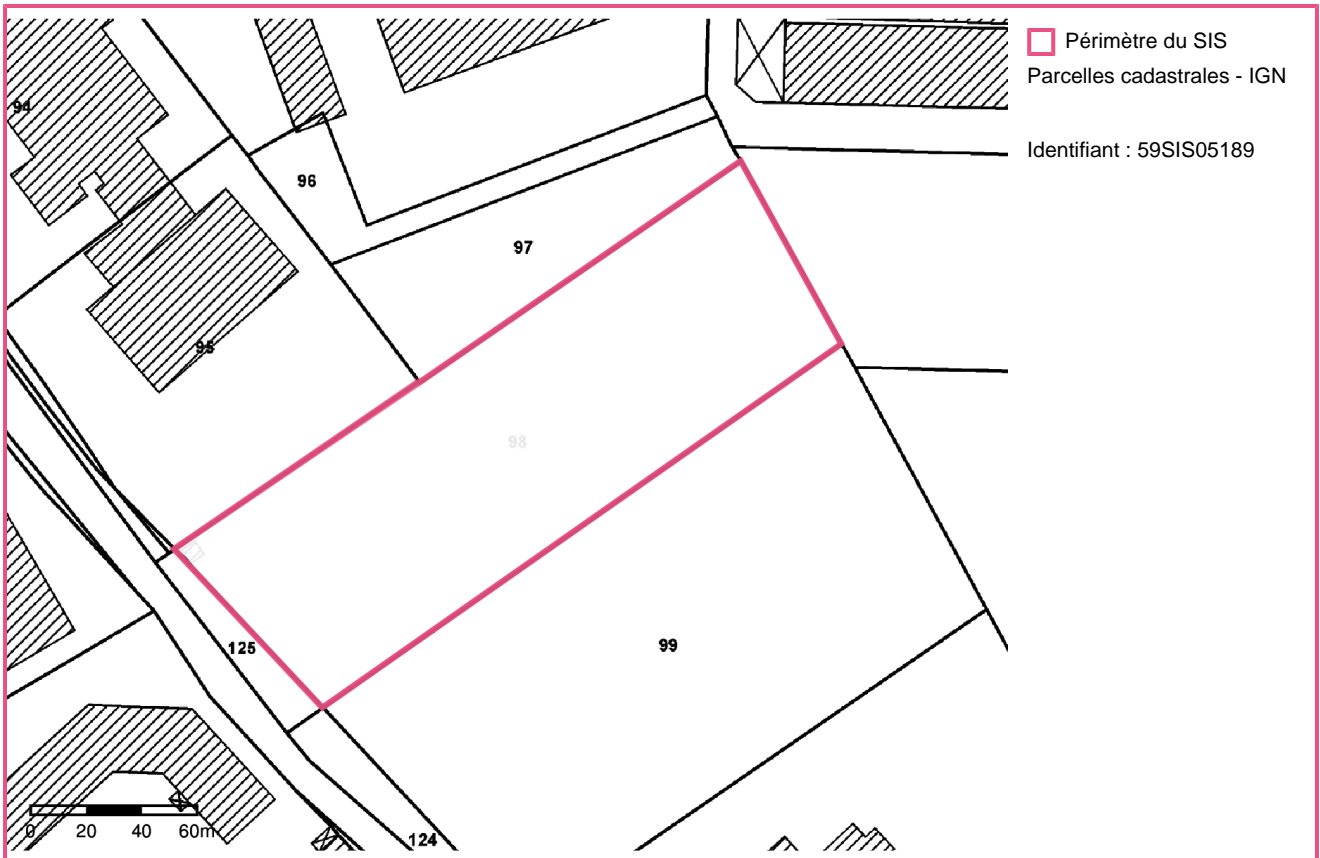 Périmètre du SIS
Parcelles cadastrales - IGN
Identifiant : 59SIS05189
94
96
97
95
98
125
99
124
0 20 40 60m